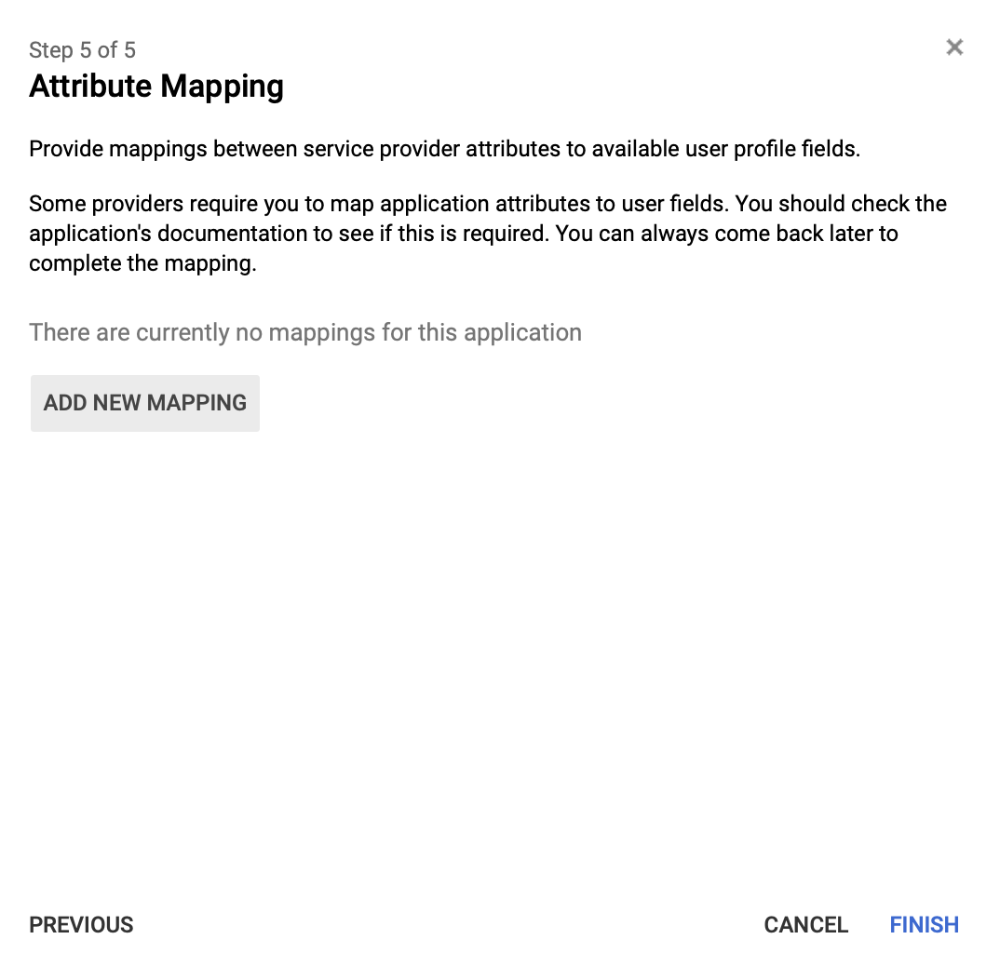 Step 5 of 5
Attribute Mapping
Provide mappings between service provider attributes to available user profile fields.
Some providers require you to map application attributes to user fields. You should check the
application's documentation to see if this is required. You can always come back later to
complete the mapping.
There are currently no mappings for this application
ADD NEW MAPPING
PREVIOUS
CANCEL
FINISH